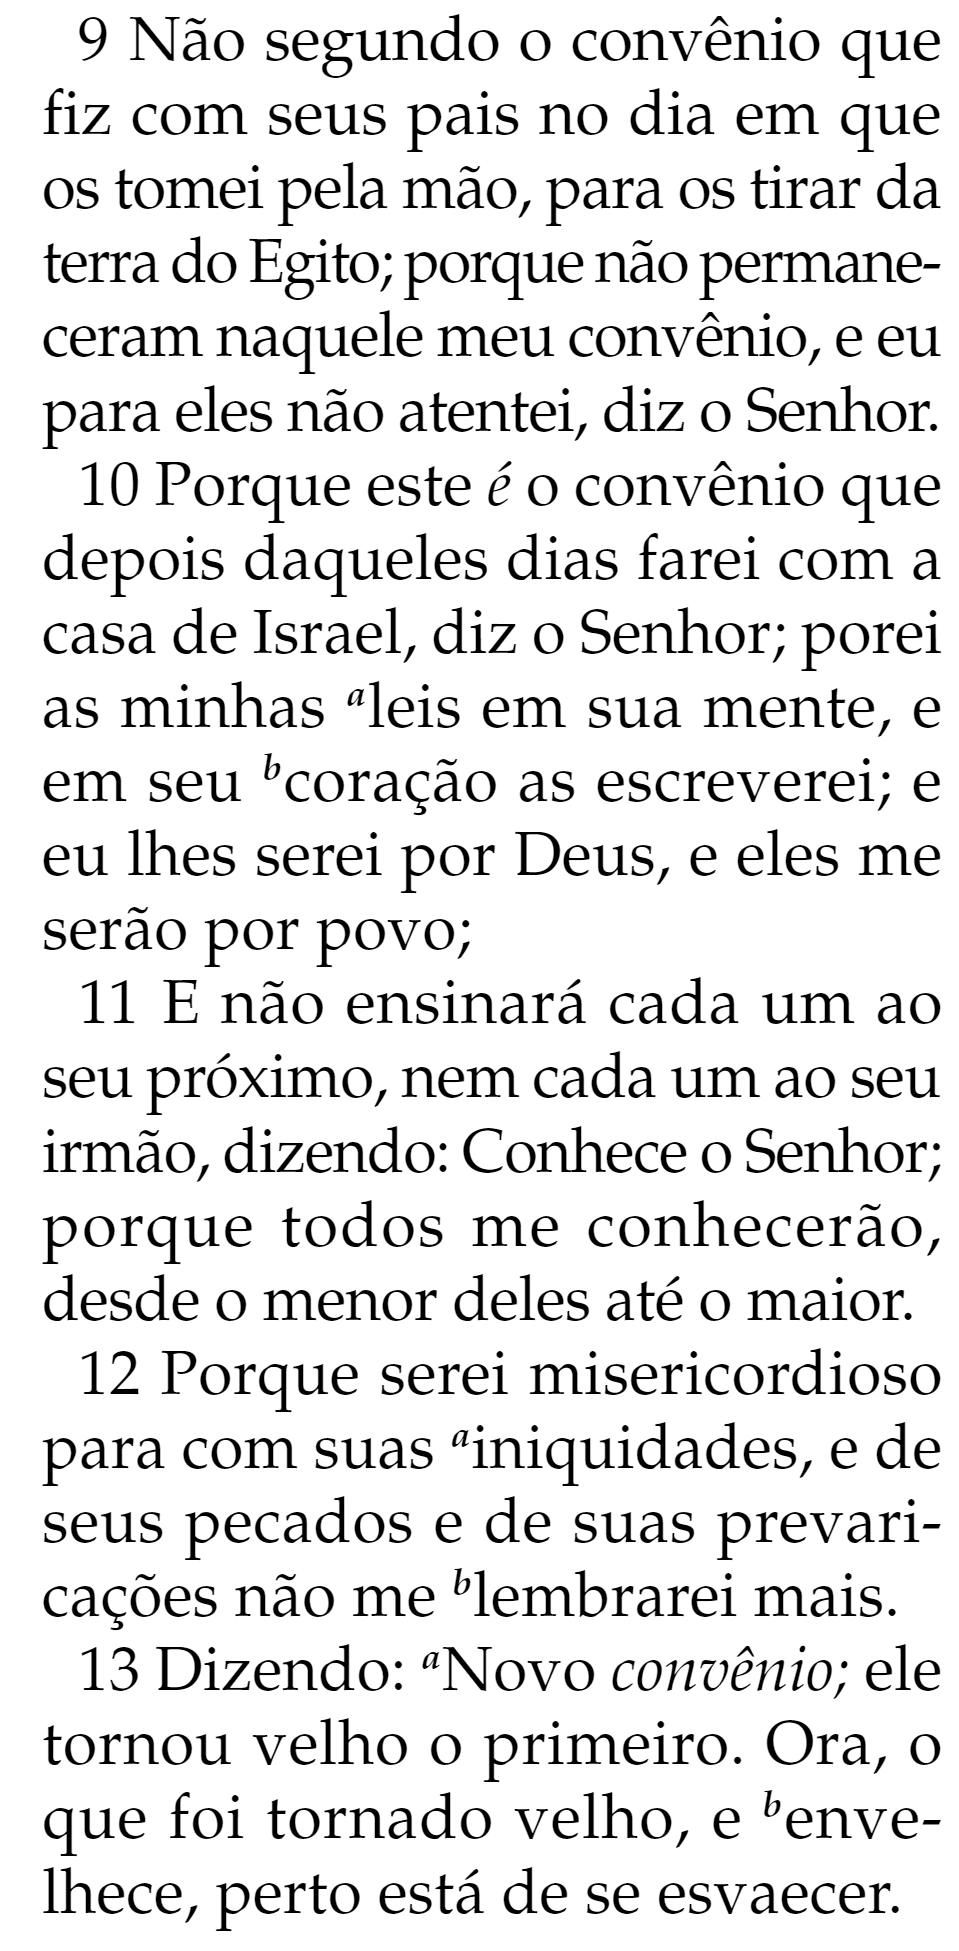 9 Não segundo o convênio que
fiz com seus pais no dia em que
os tomei pela mão, para os tirar da
terra do Egito; porque não permane-
ceram naquele meu convênio, e eu
para eles não atentei, diz o Senhor.
10 Porque este é o convênio que
depois daqueles dias farei com a
casa de Israel, diz o Senhor; porei
as minhas ᵃleis em sua mente, e
em seu ᵇcoração as escreverei; e
eu lhes serei por Deus, e eles me
serão por povo;
11 E não ensinará cada um ao
seu próximo, nem cada um ao seu
irmão, dizendo: Conhece o Senhor;
porque todos me conhecerão,
desde o menor deles até o maior.
12 Porque serei misericordioso
para com suas ᵃiniquidades, e de
seus pecados e de suas prevari-
cações não me ᵇlembrarei mais.
13 Dizendo: ᵃNovo convênio; ele
tornou velho o primeiro. Ora, o
que foi tornado velho, e ᵇenve-
lhece, perto está de se esvaecer.